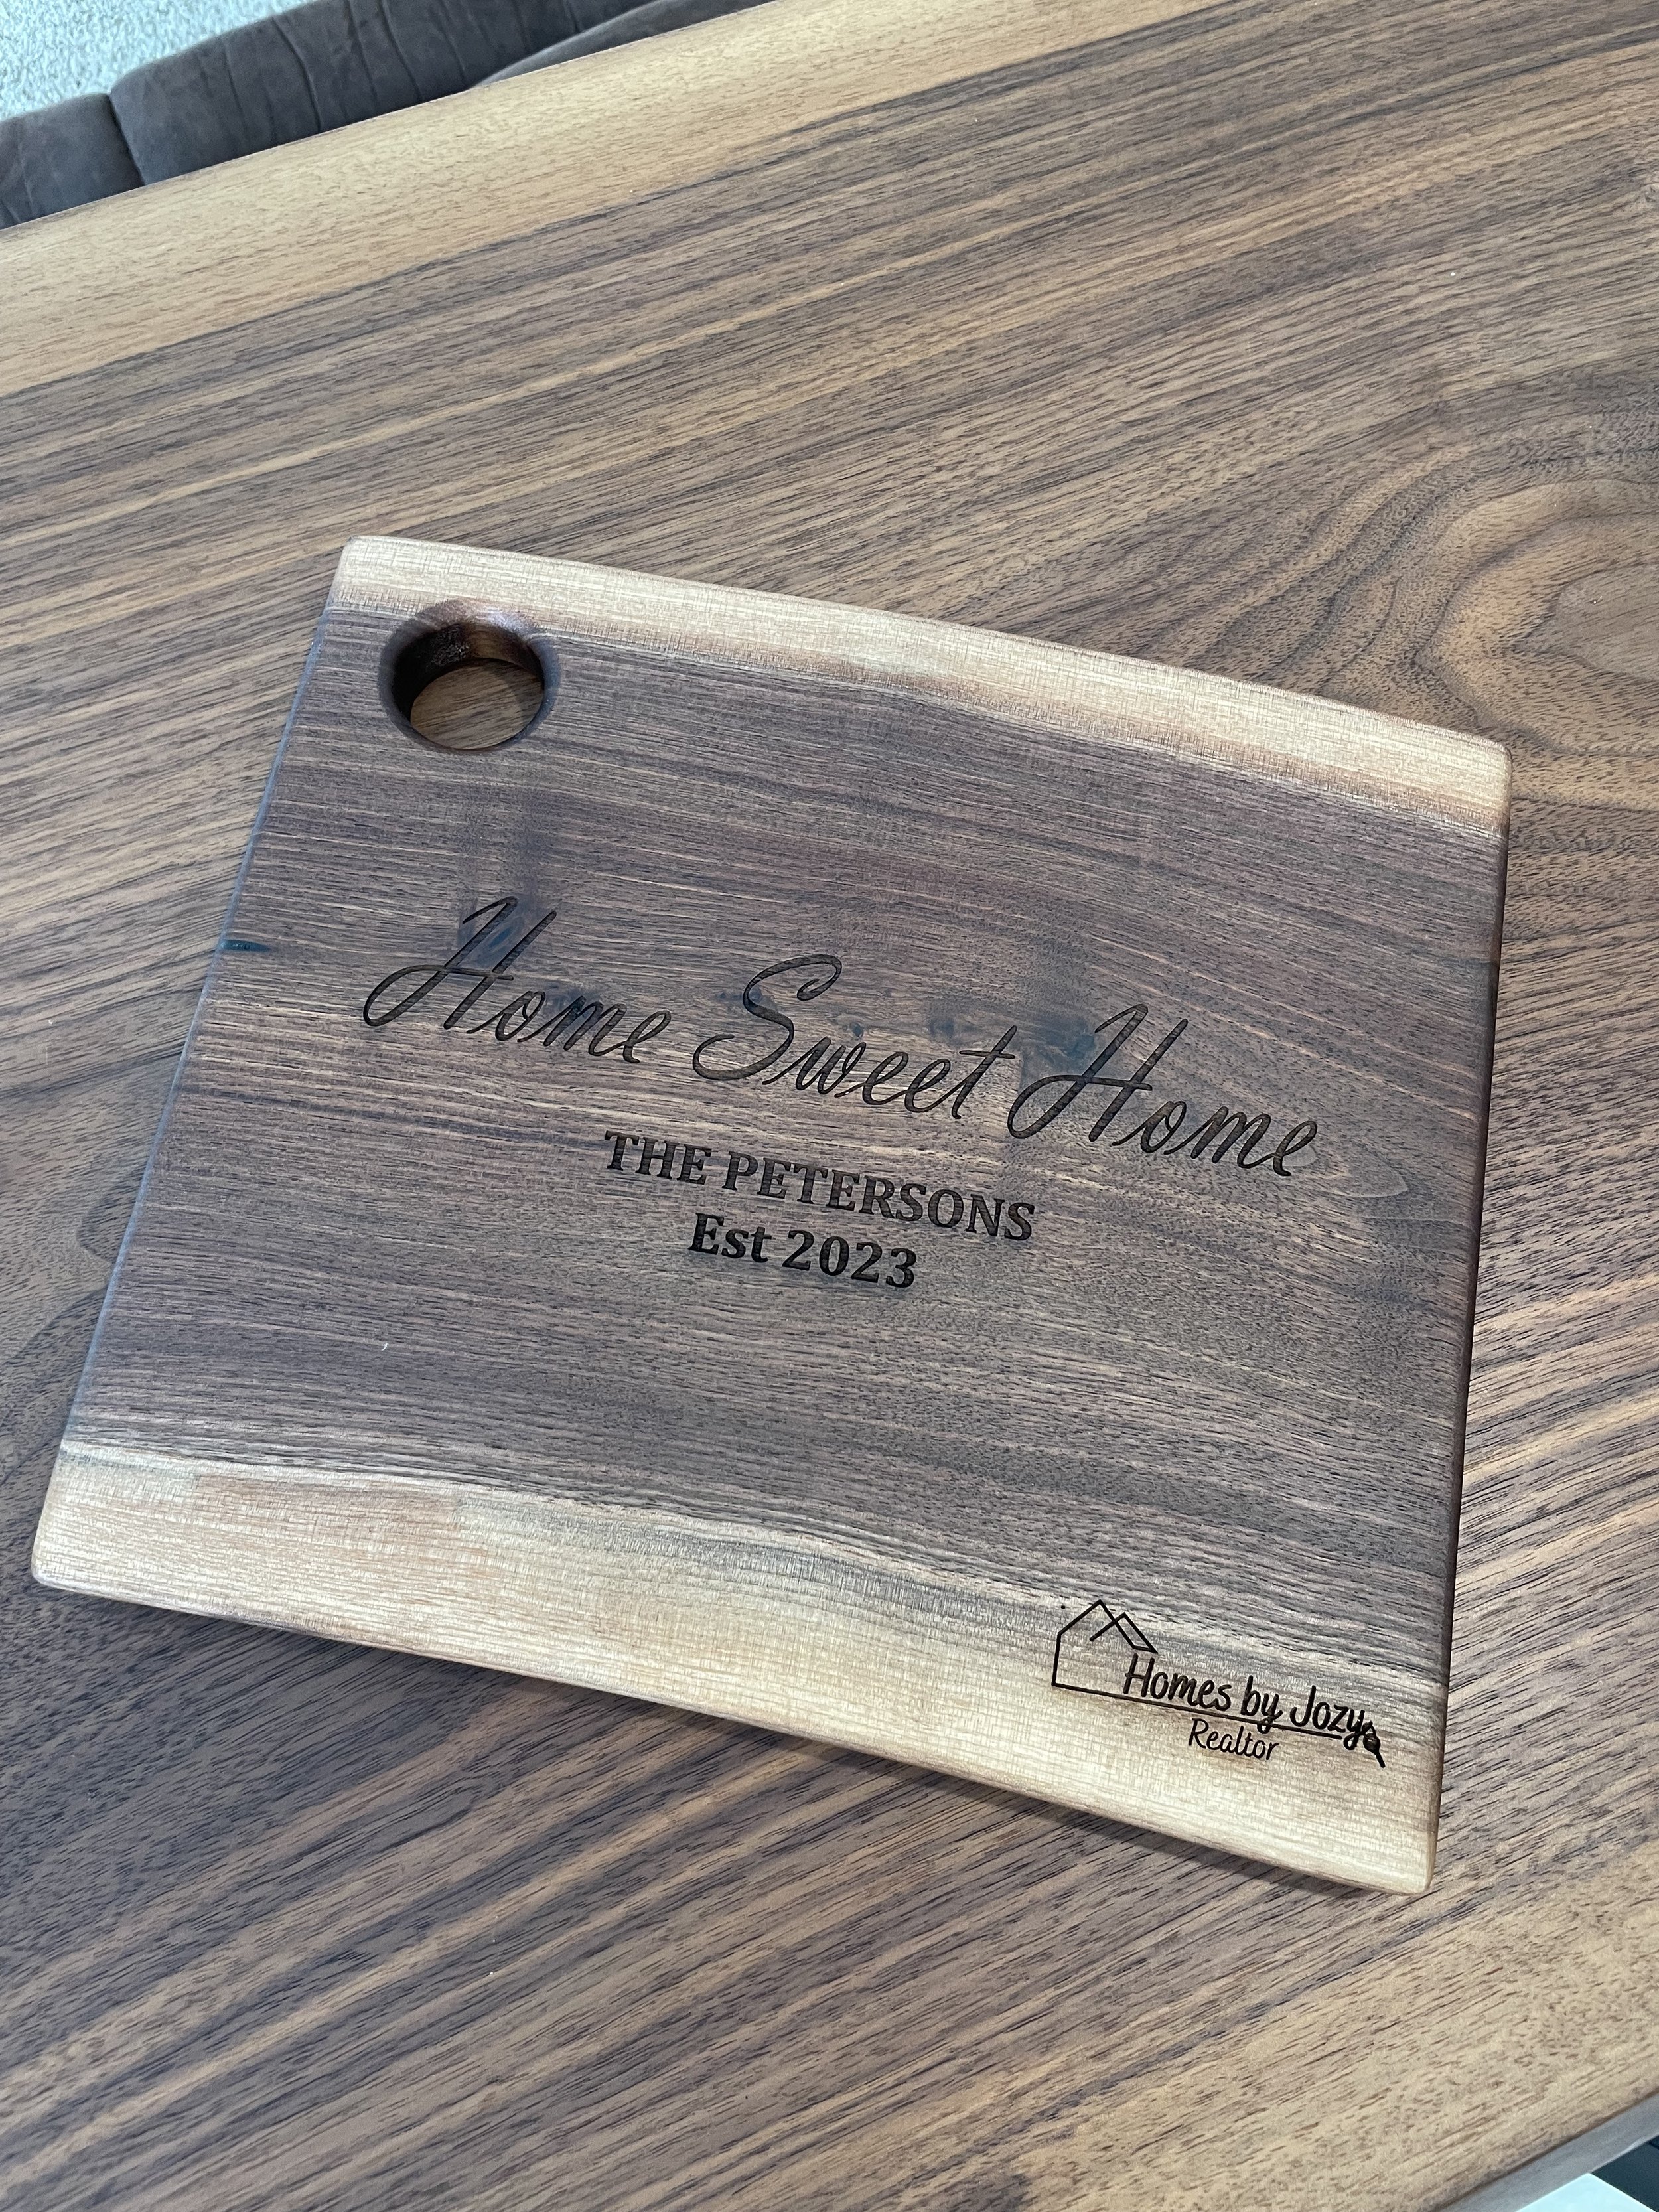 Home Sweet Home
THE PETERSONS
Est 2023
Homes by Jozy
Realtor